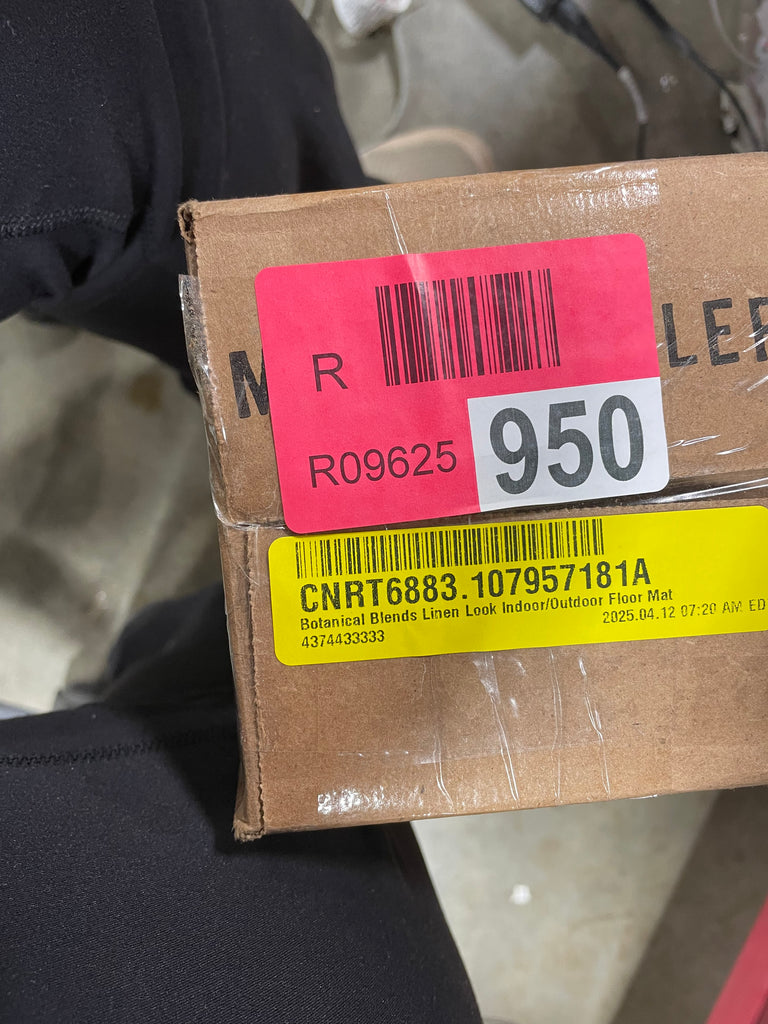 R
R09625
950
CNRT6883.107957181A
Botanical Blends Linen Look Indoor/Outdoor Floor Mat
2025.04.12 07:20 AM ED
4374433333